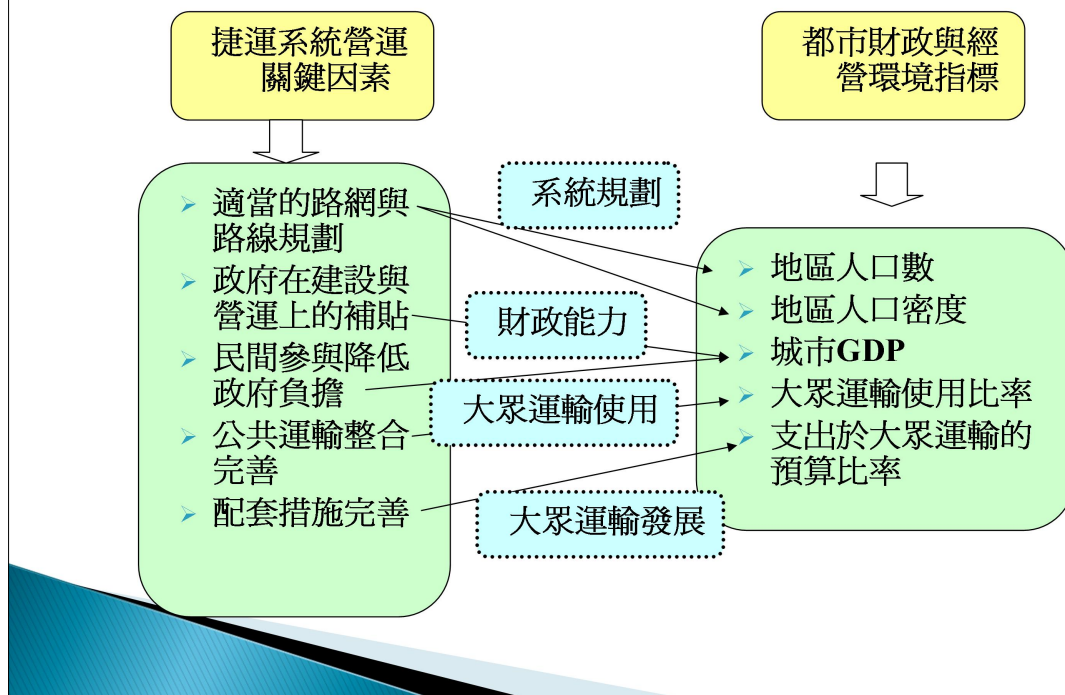 捷運系統營運
關鍵因素
適當的路網與
路線規劃
政府在建設與
營運上的補貼
民間參與降低
政府負擔
公共運輸整合
完善
配套措施完善
系統規劃
財政能力
大眾運輸使用
大眾運輸發展
都市財政與經
營環境指標
地區人口數
地區人口密度
城市GDP
大眾運輸使用比率
支出於大眾運輸的
預算比率